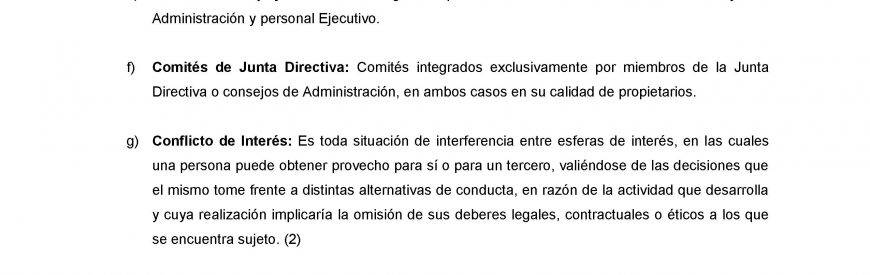 Administración y personal Ejecutivo.
f) Comités de Junta Directiva: Comités integrados exclusivamente por miembros de la Junta
Directiva o consejos de Administración, en ambos casos en su calidad de propietarios.
g) Conflicto de Interés: Es toda situación de interferencia entre esferas de interés, en las cuales
una persona puede obtener provecho para sí o para un tercero, valiéndose de las decisiones que
el mismo tome frente a distintas alternativas de conducta, en razón de la actividad que desarrolla
y cuya realización implicaría la omisión de sus deberes legales, contractuales o éticos a los que
se encuentra sujeto. (2)